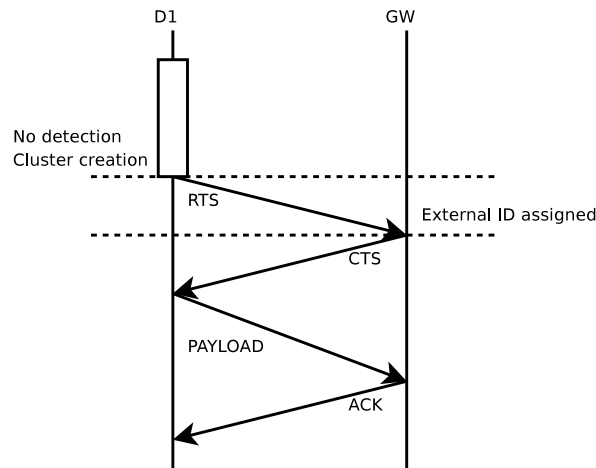 D1
GW
No detection
Cluster creation
RTS
External ID assigned
CTS
PAYLOAD
ACK